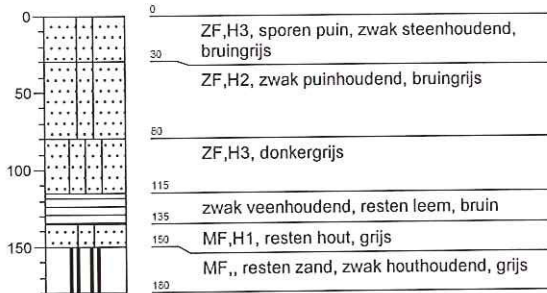 0
0
ZF,H3, sporen puin, zwak steenhoudend,
bruingrijs
30
ZF,H2, zwak puinhoudend, bruingrijs
50
80
ZF,H3, donkergrijs
100
115
zwak veenhoudend, resten leem, bruin
135
MF,H1, resten hout, grijs
150
150
MF,, resten zand, zwak houthoudend, grijs
180